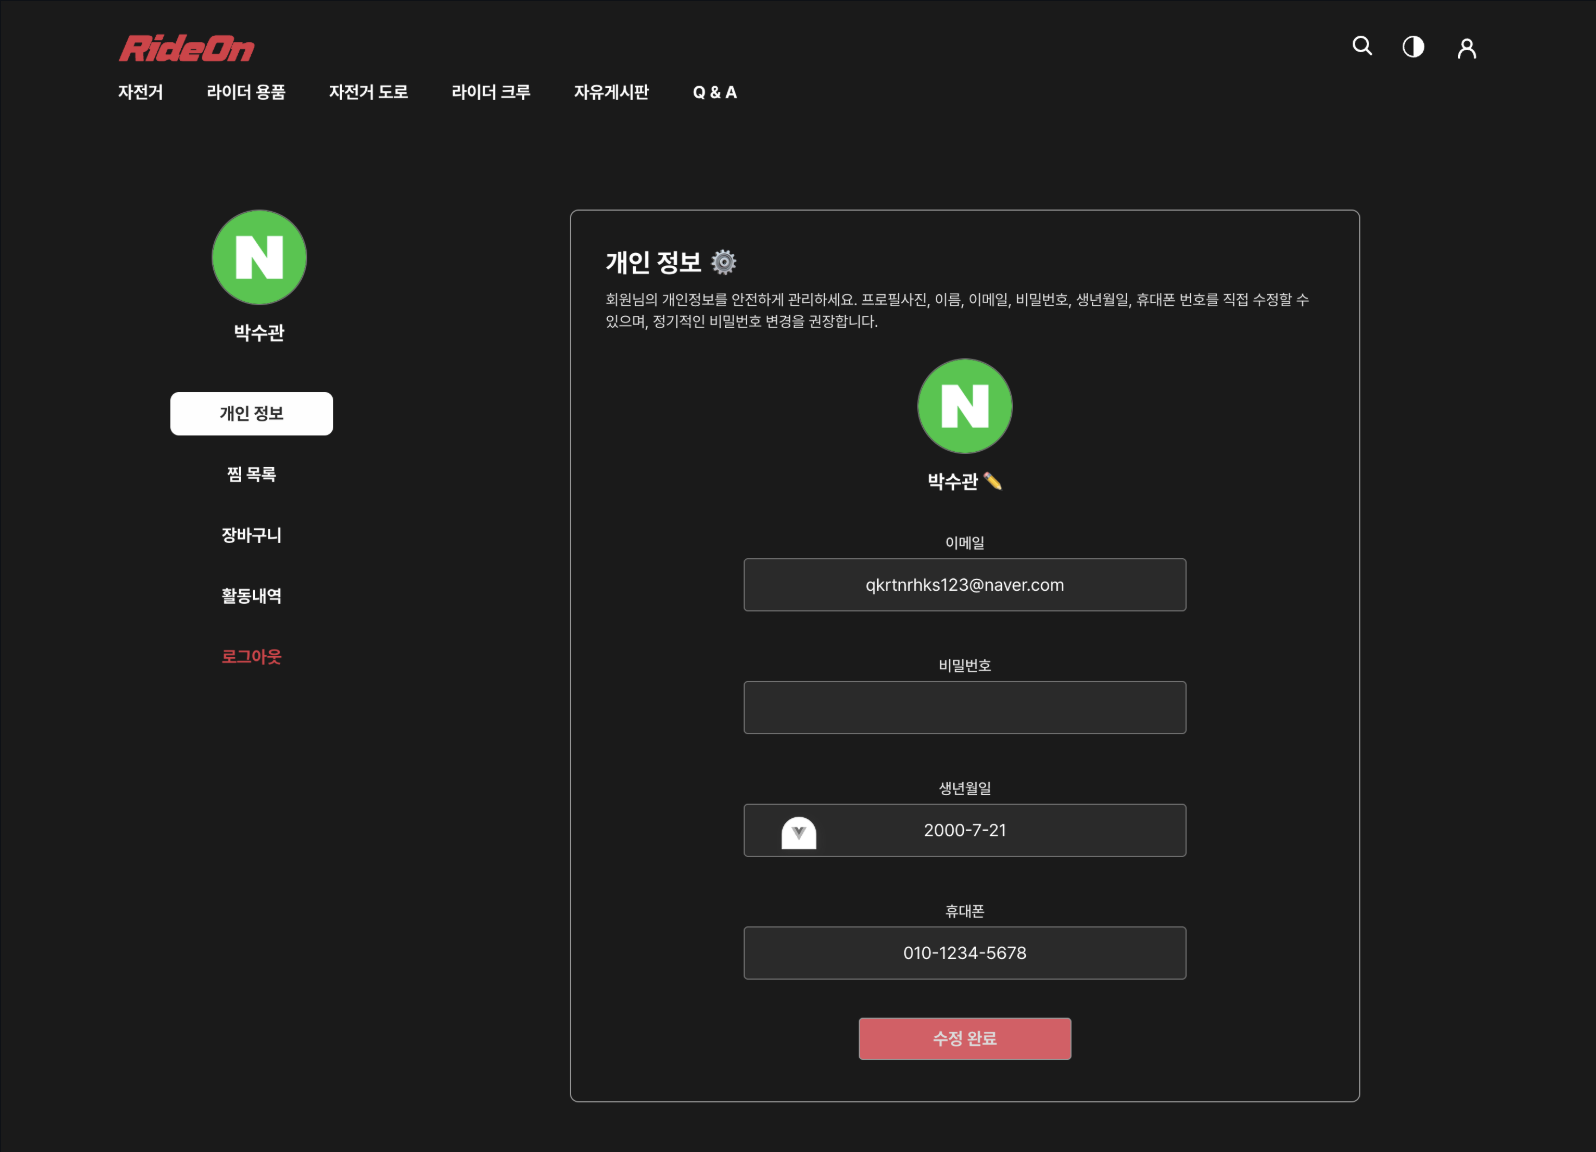 RideOn
자전거 라이더 용품 자전거 도로 라이더 크루 자유게시판 Q & A
N
박수관
개인 정보
찜 목록
장바구니
활동내역
로그아웃
개인 정보 ⚙️
회원님의 개인정보를 안전하게 관리하세요. 프로필사진, 이름, 이메일, 비밀번호, 생년월일, 휴대폰 번호를 직접 수정할 수
있으며, 정기적인 비밀번호 변경을 권장합니다.
N
박수관 ✏️
이메일
qkrtnrhks123@naver.com
비밀번호
생년월일
2000-7-21
휴대폰
010-1234-5678
수정 완료